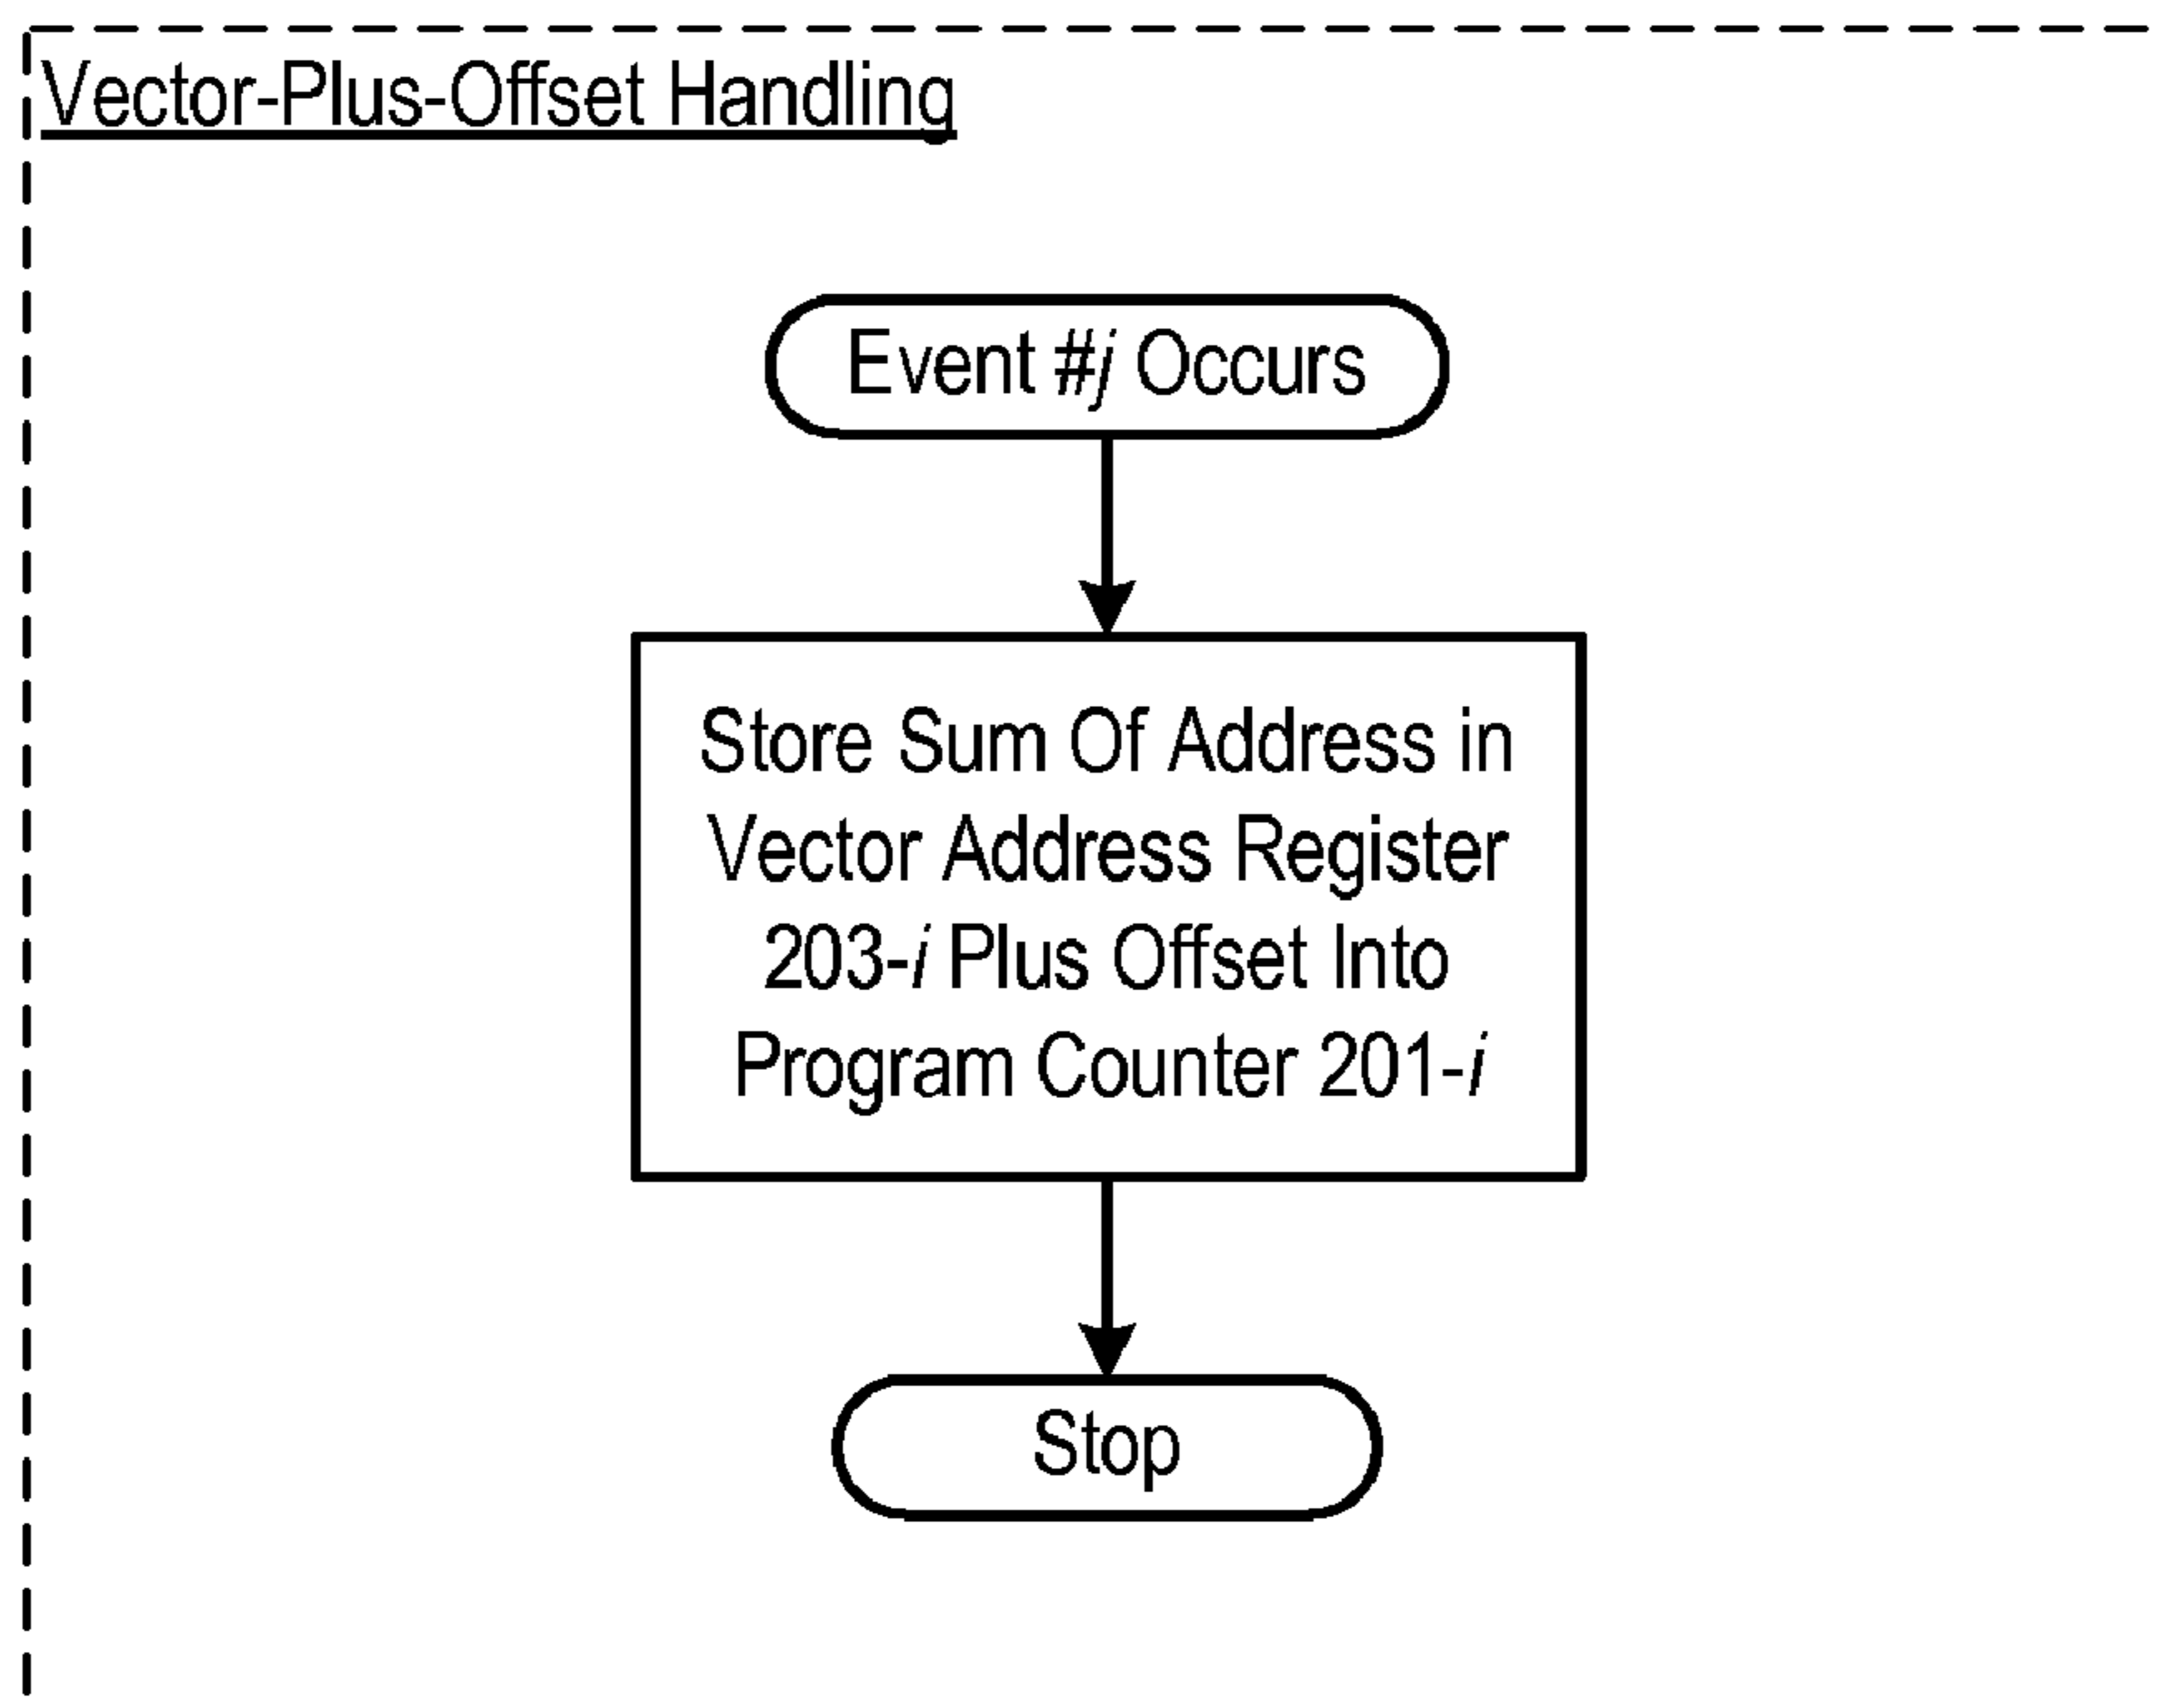 Vector-Plus-Offset Handling
Event #j Occurs
Store Sum Of Address in
Vector Address Register
203-i Plus Offset Into
Program Counter 201-i
Stop